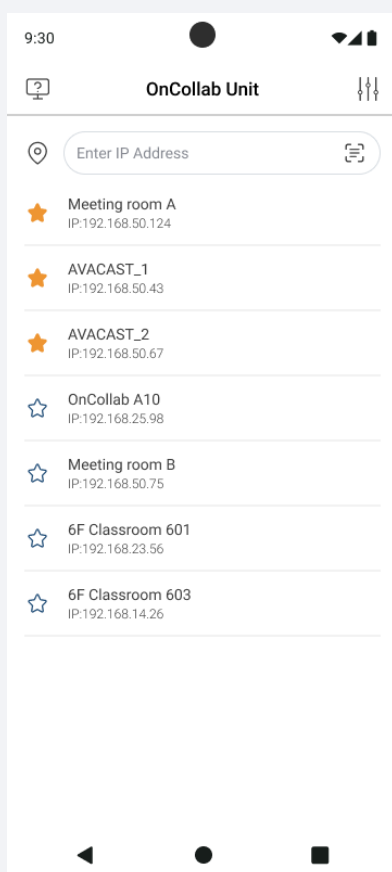 9:30
?
OnCollab Unit
Enter IP Address
Meeting room A
IP:192.168.50.124
AVACAST_1
IP:192.168.50.43
AVACAST_2
IP:192.168.50.67
OnCollab A10
IP:192.168.25.98
Meeting room B
IP:192.168.50.75
6F Classroom 601
IP:192.168.23.56
6F Classroom 603
IP:192.168.14.26